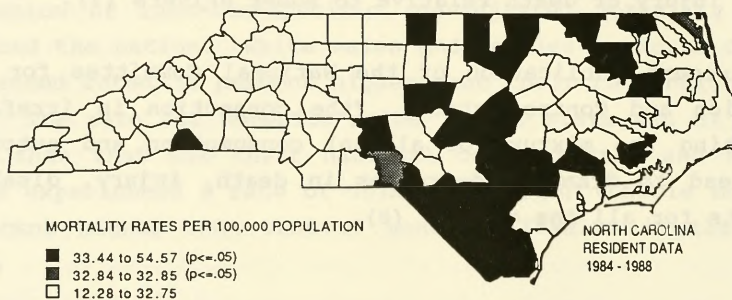 MORTALITY RATES PER 100,000 POPULATION
33.44 to 54.57 (p<=.05)
32.84 to 32.85 (p<=.05)
12.28 to 32.75
NORTH CAROLINA
RESIDENT DATA
1984 - 1988